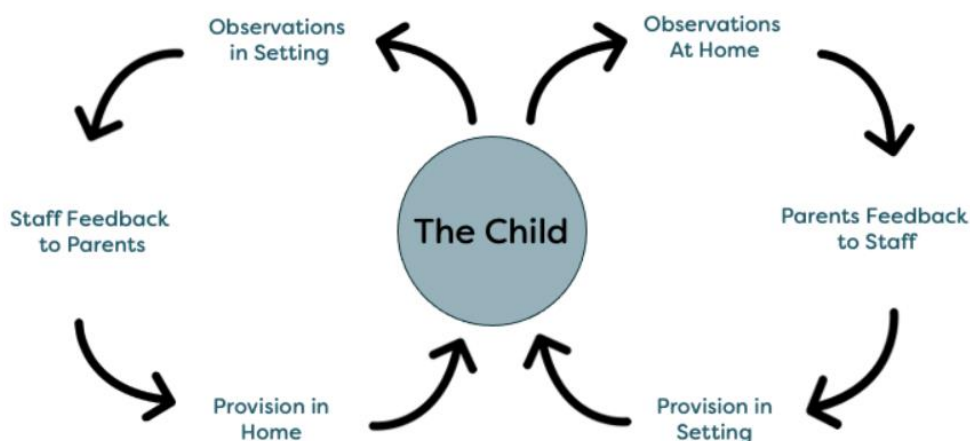 Observations
in Setting
Observations
At Home
Staff Feedback
to Parents
The Child
Parents Feedback
to Staff
Provision in
Home
Provision in
Setting